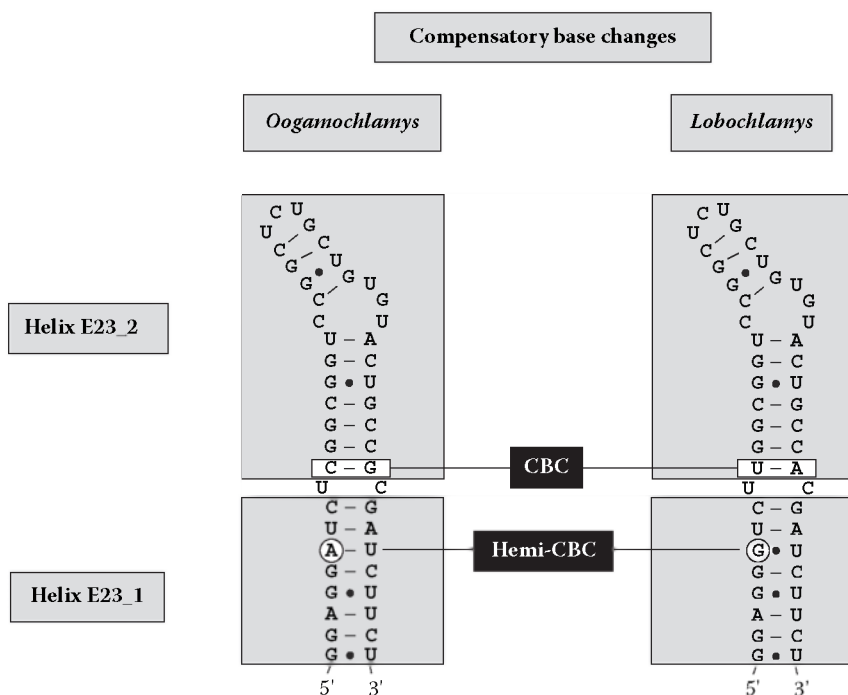 Compensatory base changes
Oogamochlamys
Lobochlamys
Helix E23_2
C U
U G
C – C
G – U
G • G
C – U
C G
U
U – A
G – C
G • U
C – G
G – C
G – C
C – G
U C
C – G
U – A
A – U
G – C
G • U
A – U
G – C
G • U
5' 3'
CBC
Hemi-CBC
C U
U G
C – C
G – U
G • G
C – U
C G
U
U – A
G – C
G • U
C – G
G – C
G – C
U – A
U C
C – G
U – A
G • U
G – C
G • U
A – U
G – C
G • U
5' 3'
Helix E23_1